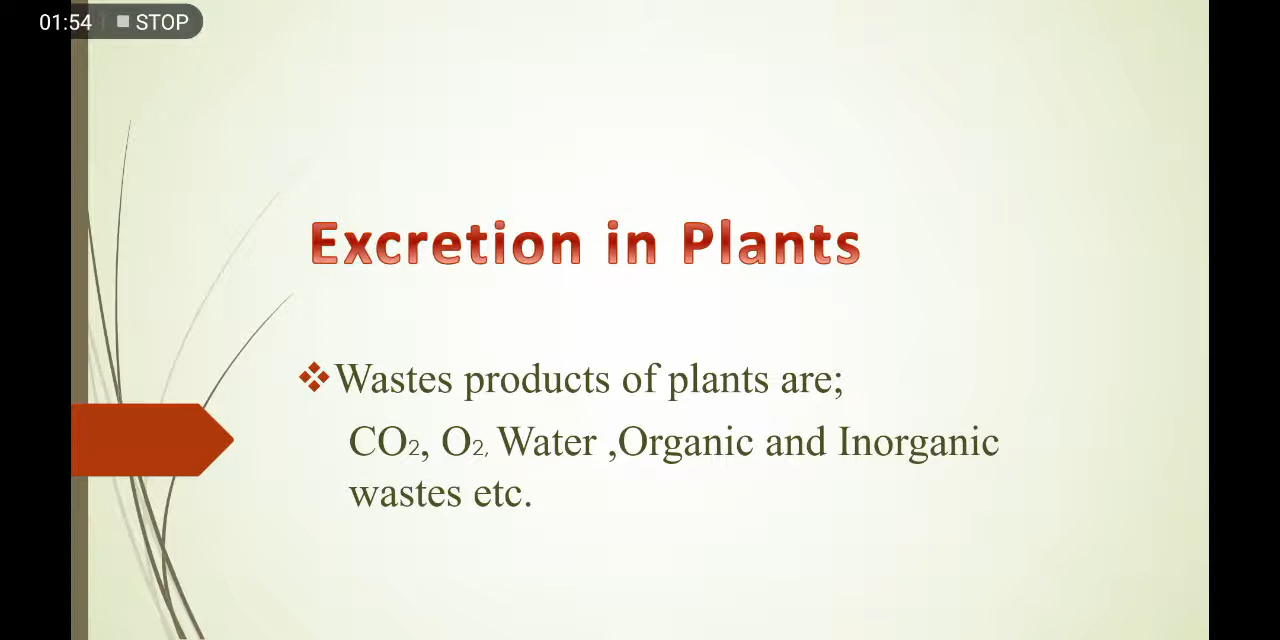 01:54 STOP
Excretion in Plants
Wastes products of plants are;
CO₂, O₂, Water ,Organic and Inorganic
wastes etc.